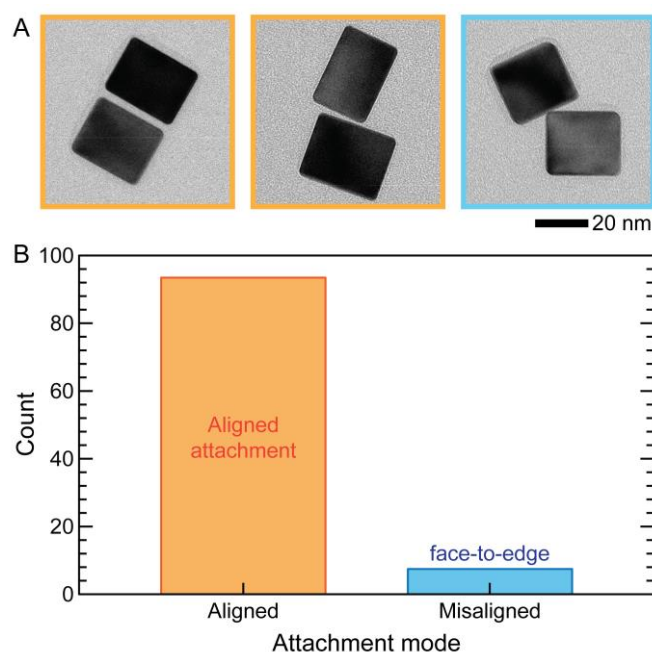 A
20 nm
B
100
80
60
40
20
0
Count
Aligned
attachment
face-to-edge
Aligned
Misaligned
Attachment mode